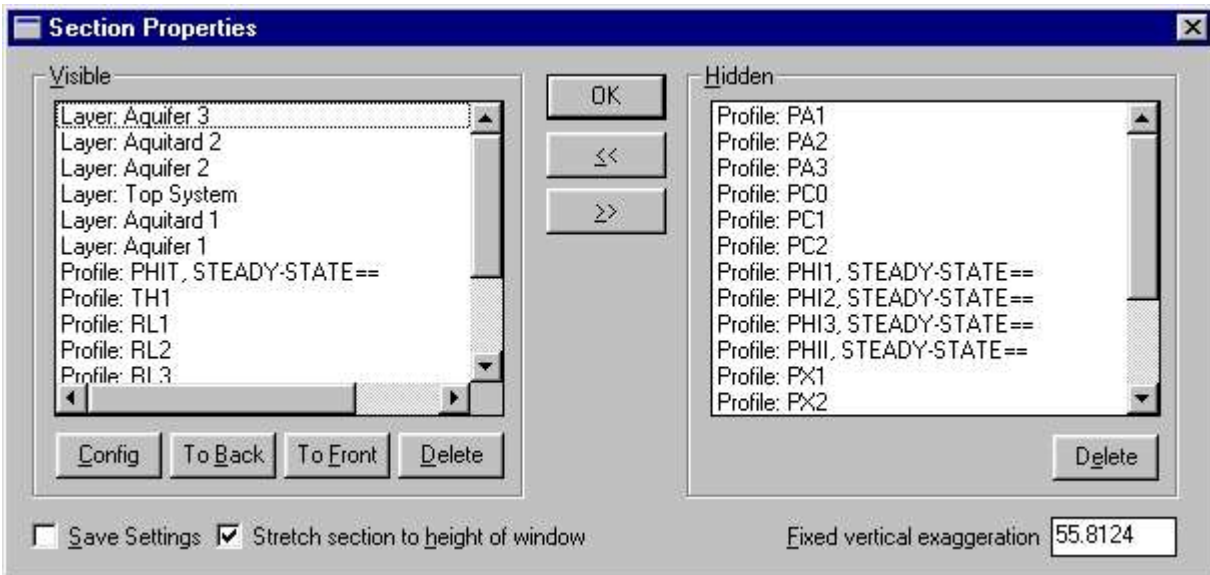 Section Properties
Visible
Layer: Aquifer 3
Layer: Aquitard 2
Layer: Aquifer 2
Layer: Top System
Layer: Aquitard 1
Layer: Aquifer 1
Profile: PHIT, STEADY-STATE==
Profile: TH1
Profile: RL1
Profile: RL2
Profile: RL3
Config
To Back
To Front
Delete
OK
<<
>>
Hidden
Profile: PA1
Profile: PA2
Profile: PA3
Profile: PC0
Profile: PC1
Profile: PC2
Profile: PHI1, STEADY-STATE==
Profile: PHI2, STEADY-STATE==
Profile: PHI3, STEADY-STATE==
Profile: PHII, STEADY-STATE==
Profile: PX1
Profile: PX2
Delete
Save Settings
Stretch section to height of window
Fixed vertical exaggeration 55.8124